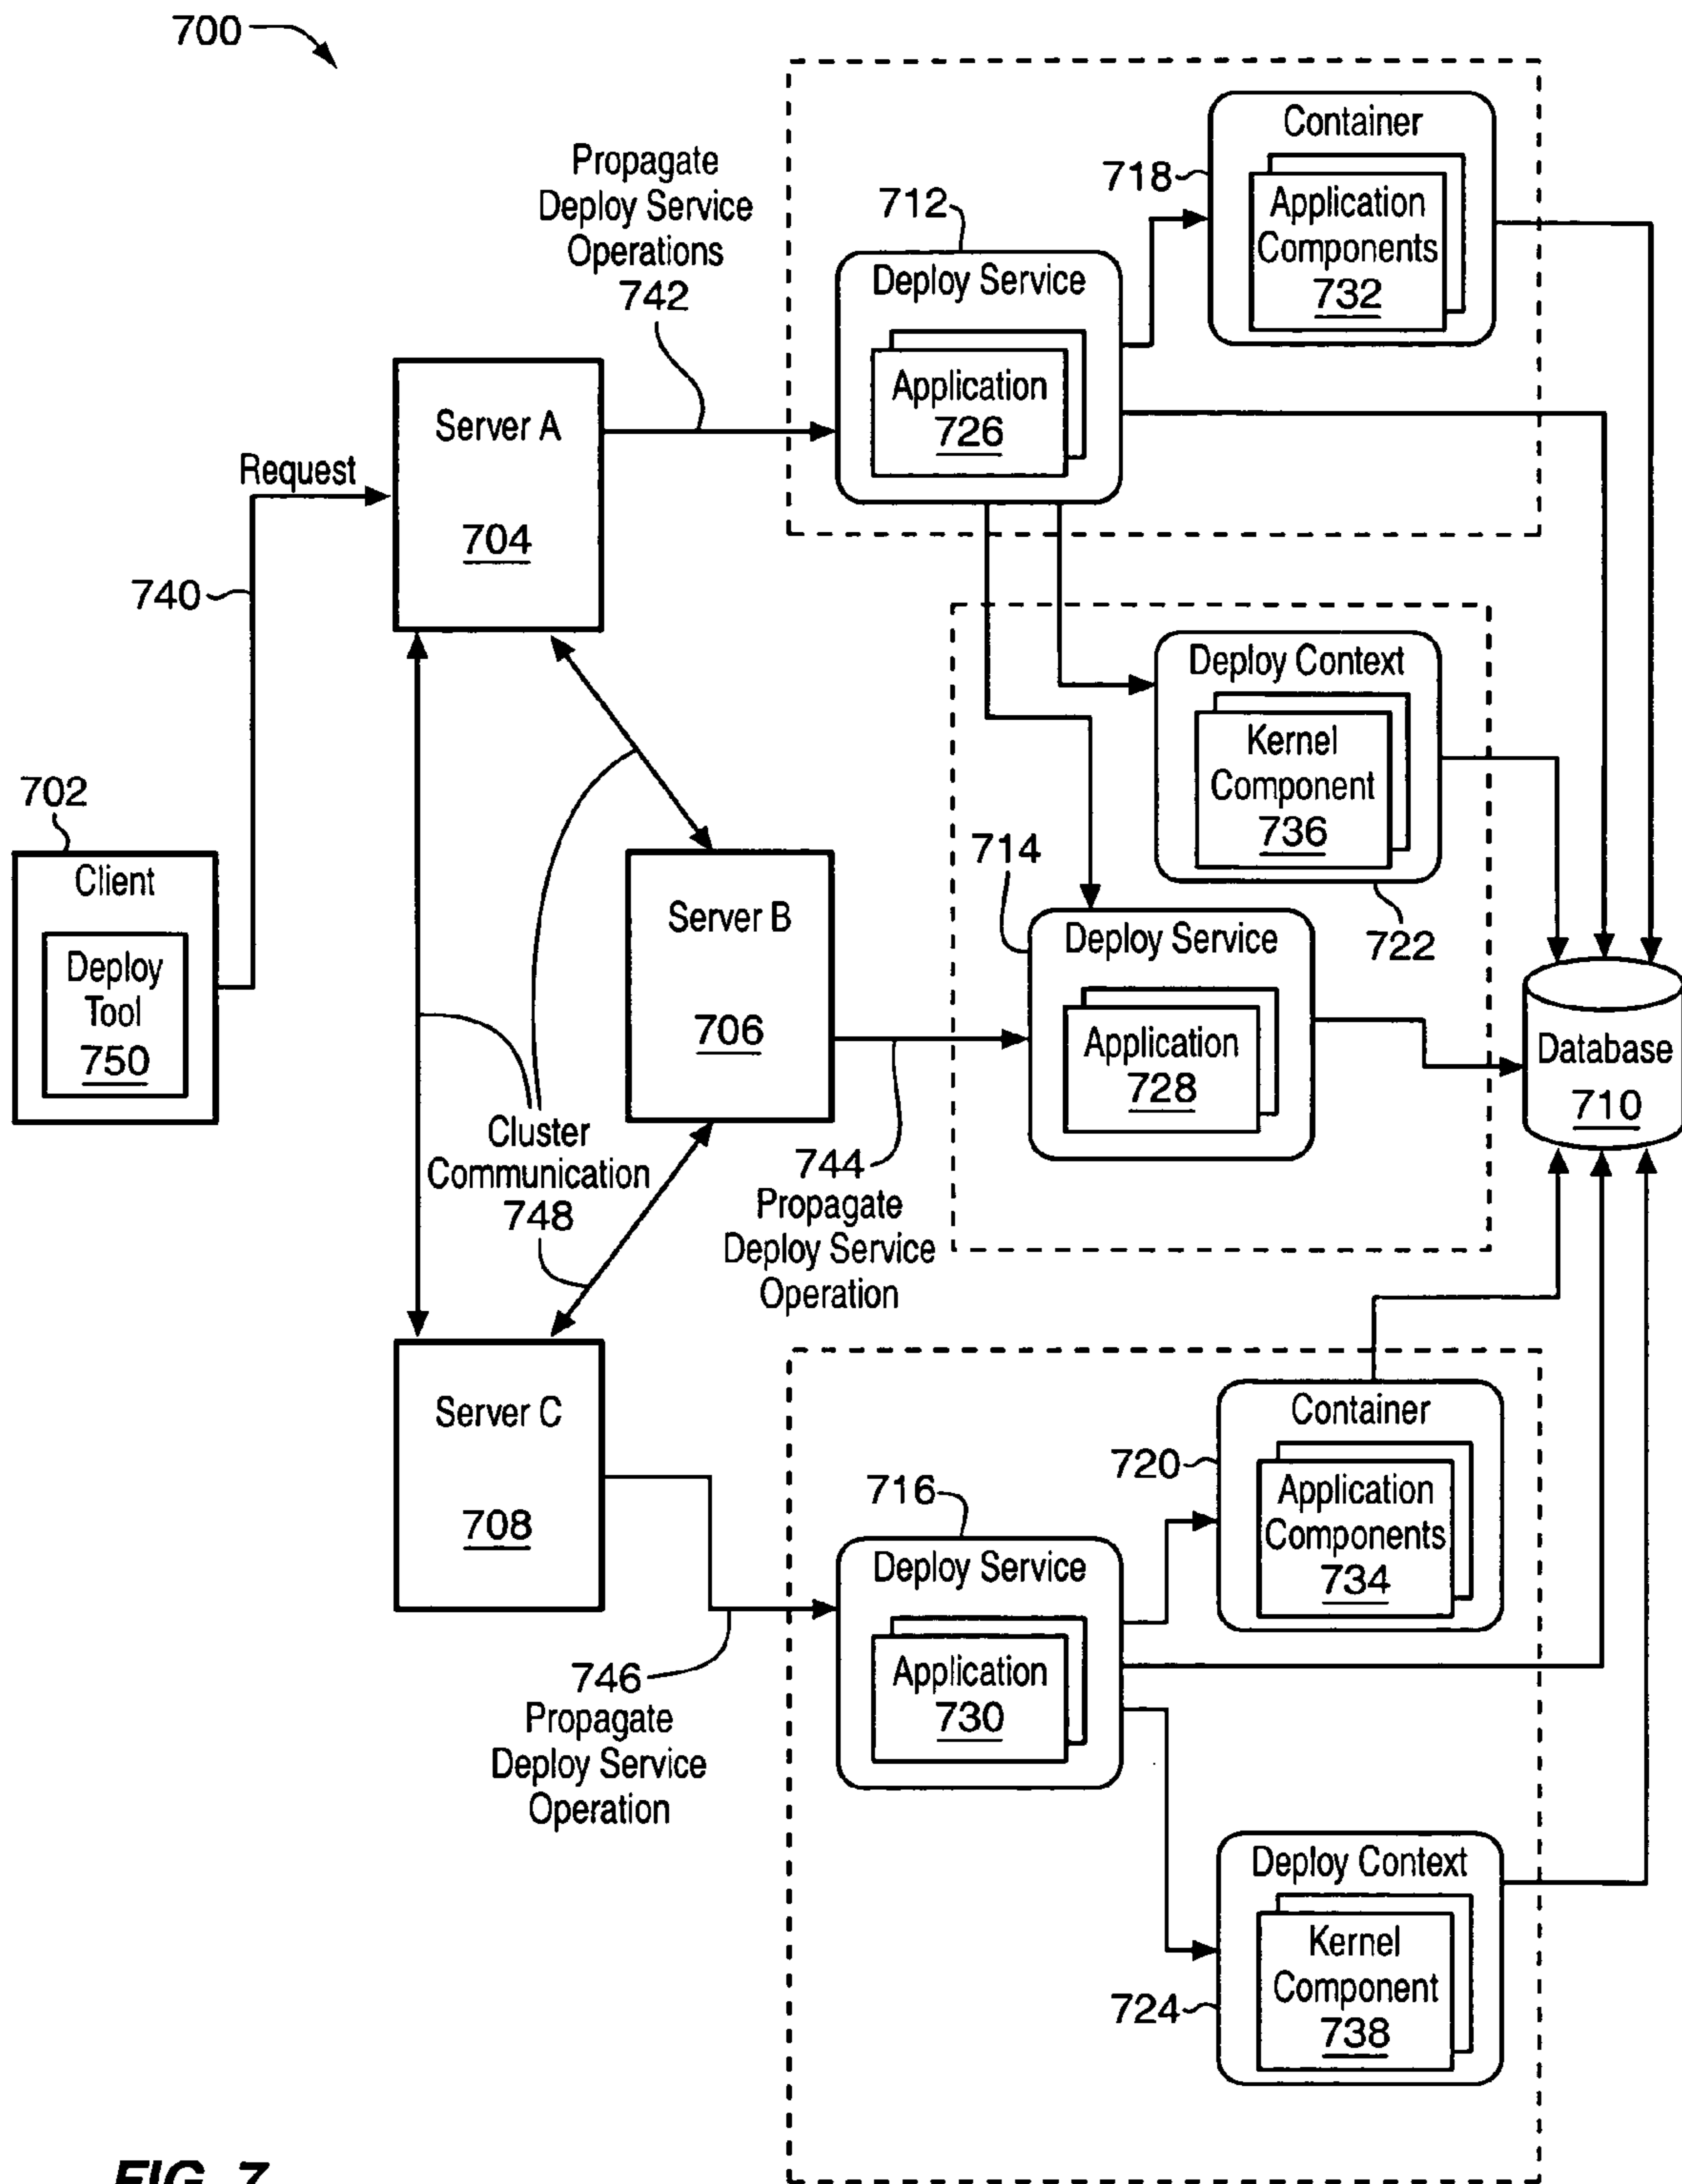 700
Container
718
Application
Components
732
Propagate
Deploy Service
Operations
742
712
Deploy Service
Application
726
Server A
704
Request
740
Deploy Context
Kernel
Component
736
722
702
Client
Deploy
Tool
750
Server B
706
714
Deploy Service
Application
728
Database
710
Cluster
Communication
748
744
Propagate
Deploy Service
Operation
Server C
708
Container
720
Application
Components
734
716
Deploy Service
Application
730
746
Propagate
Deploy Service
Operation
Deploy Context
Kernel
Component
738
724
FIG. 7